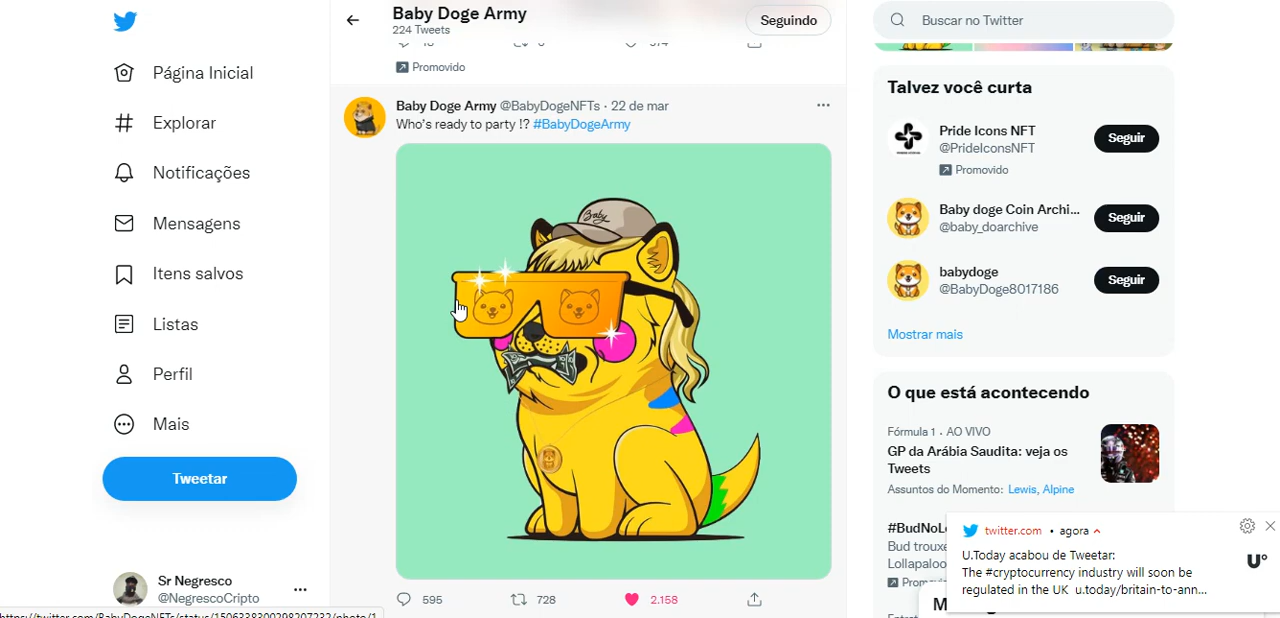 Página Inicial
Explorar
Notificações
Mensagens
Itens salvos
Listas
Perfil
Mais
Tweetar
Sr Negresco
@NegrescoCripto
Baby Doge Army
224 Tweets
Seguindo
Promovido
Baby Doge Army @BabyDogeNFTs · 22 de mar
Who's ready to party !? #BabyDogeArmy
Baby
595 728 2.158
Buscar no Twitter
Talvez você curta
Pride Icons NFT
@PrideIconsNFT
Promovido
Seguir
Baby doge Coin Archi...
@baby_doarchive
Seguir
babydoge
@BabyDoge8017186
Seguir
Mostrar mais
O que está acontecendo
Fórmula 1 · AO VIVO
GP da Arábia Saudita: veja os
Tweets
Assuntos do Momento: Lewis, Alpine
twitter.com • agora
U.Today acabou de Tweetar:
The #cryptocurrency industry will soon be
regulated in the UK u.today/britain-to-ann...
U°